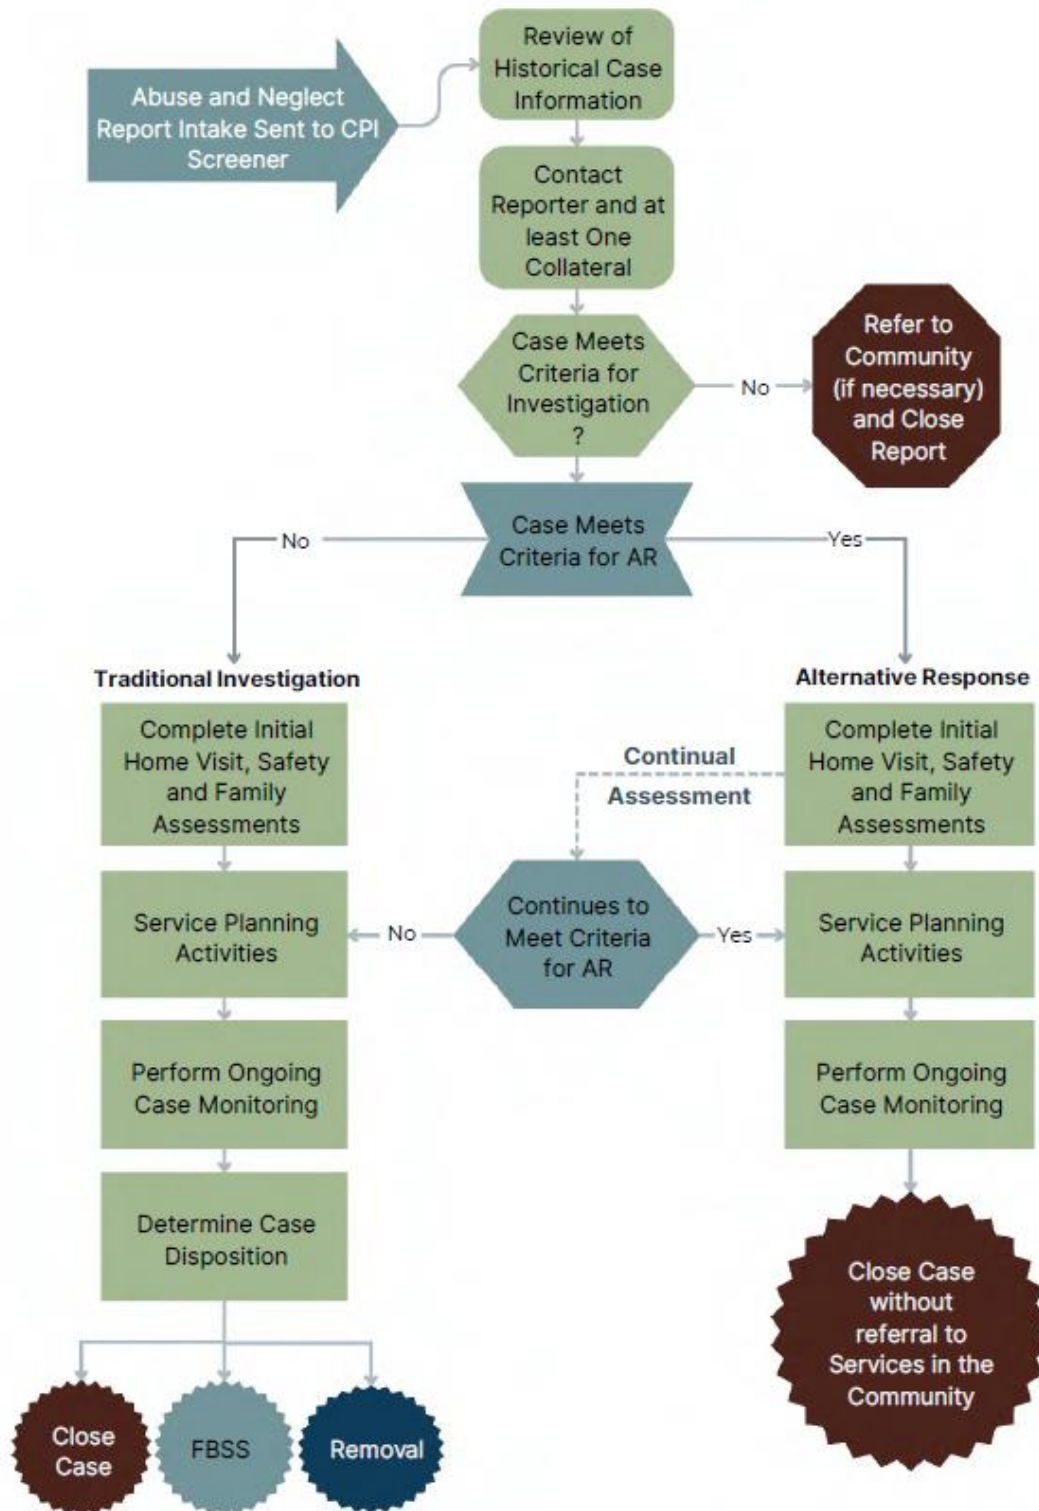 Review of
Historical Case
Information
Abuse and Neglect
Report Intake Sent to CPI
Screener
Contact
Reporter and at
least One
Collateral
Case Meets
Criteria for
Investigation
?
No
Refer to
Community
(if necessary)
and Close
Report
Case Meets
Criteria for AR
No
Yes
Traditional Investigation
Alternative Response
Complete Initial
Home Visit, Safety
and Family
Assessments
Continual
Assessment
Complete Initial
Home Visit, Safety
and Family
Assessments
Service Planning
Activities
No
Continues to
Meet Criteria
for AR
Yes
Service Planning
Activities
Perform Ongoing
Case Monitoring
Perform Ongoing
Case Monitoring
Determine Case
Disposition
Close Case
without
referral to
Services in the
Community
Close
Case
FBSS
Removal